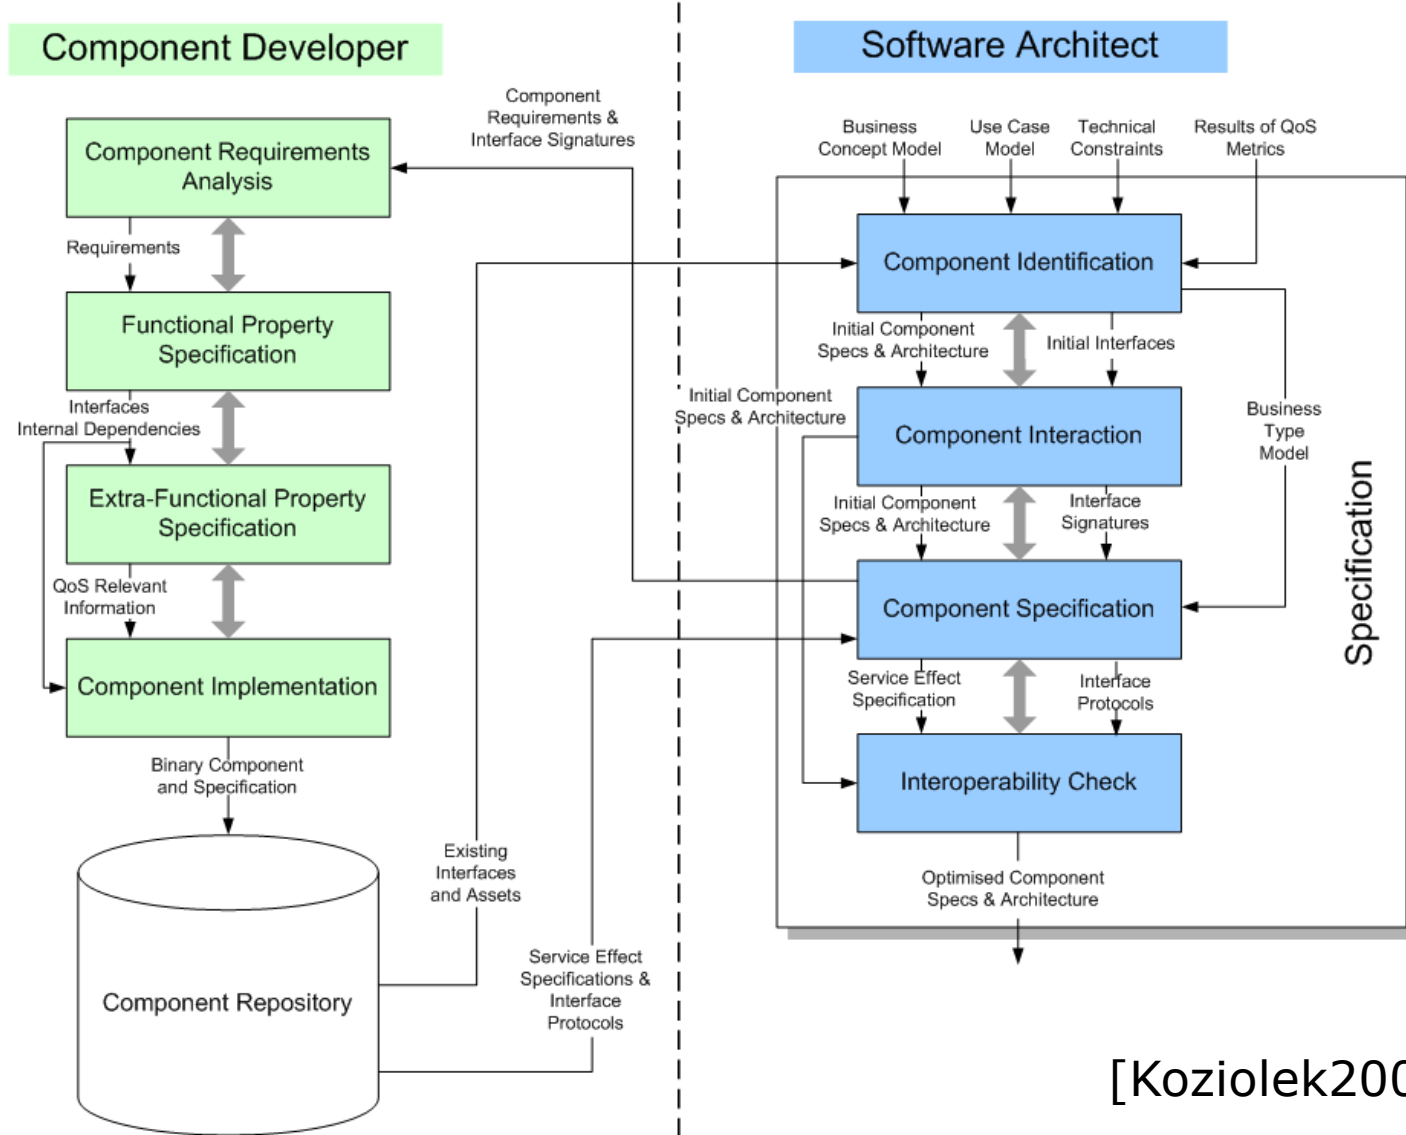 Component Developer
Software Architect
Component
Requirements &
Interface Signatures
Business
Concept Model
Use Case
Model
Technical
Constraints
Results of QoS
Metrics
Component Requirements
Analysis
Requirements
Functional Property
Specification
Interfaces
Internal Dependencies
Extra-Functional Property
Specification
QoS Relevant
Information
Component Implementation
Binary Component
and Specification
Component Repository
Existing
Interfaces
and Assets
Service Effect
Specifications &
Interface
Protocols
Component Identification
Initial Component
Specs & Architecture
Initial Interfaces
Initial Component
Specs & Architecture
Component Interaction
Business
Type
Model
Initial Component
Specs & Architecture
Interface
Signatures
Component Specification
Service Effect
Specification
Interface
Protocols
Interoperability Check
Optimised Component
Specs & Architecture
Specification
[Koziolek200